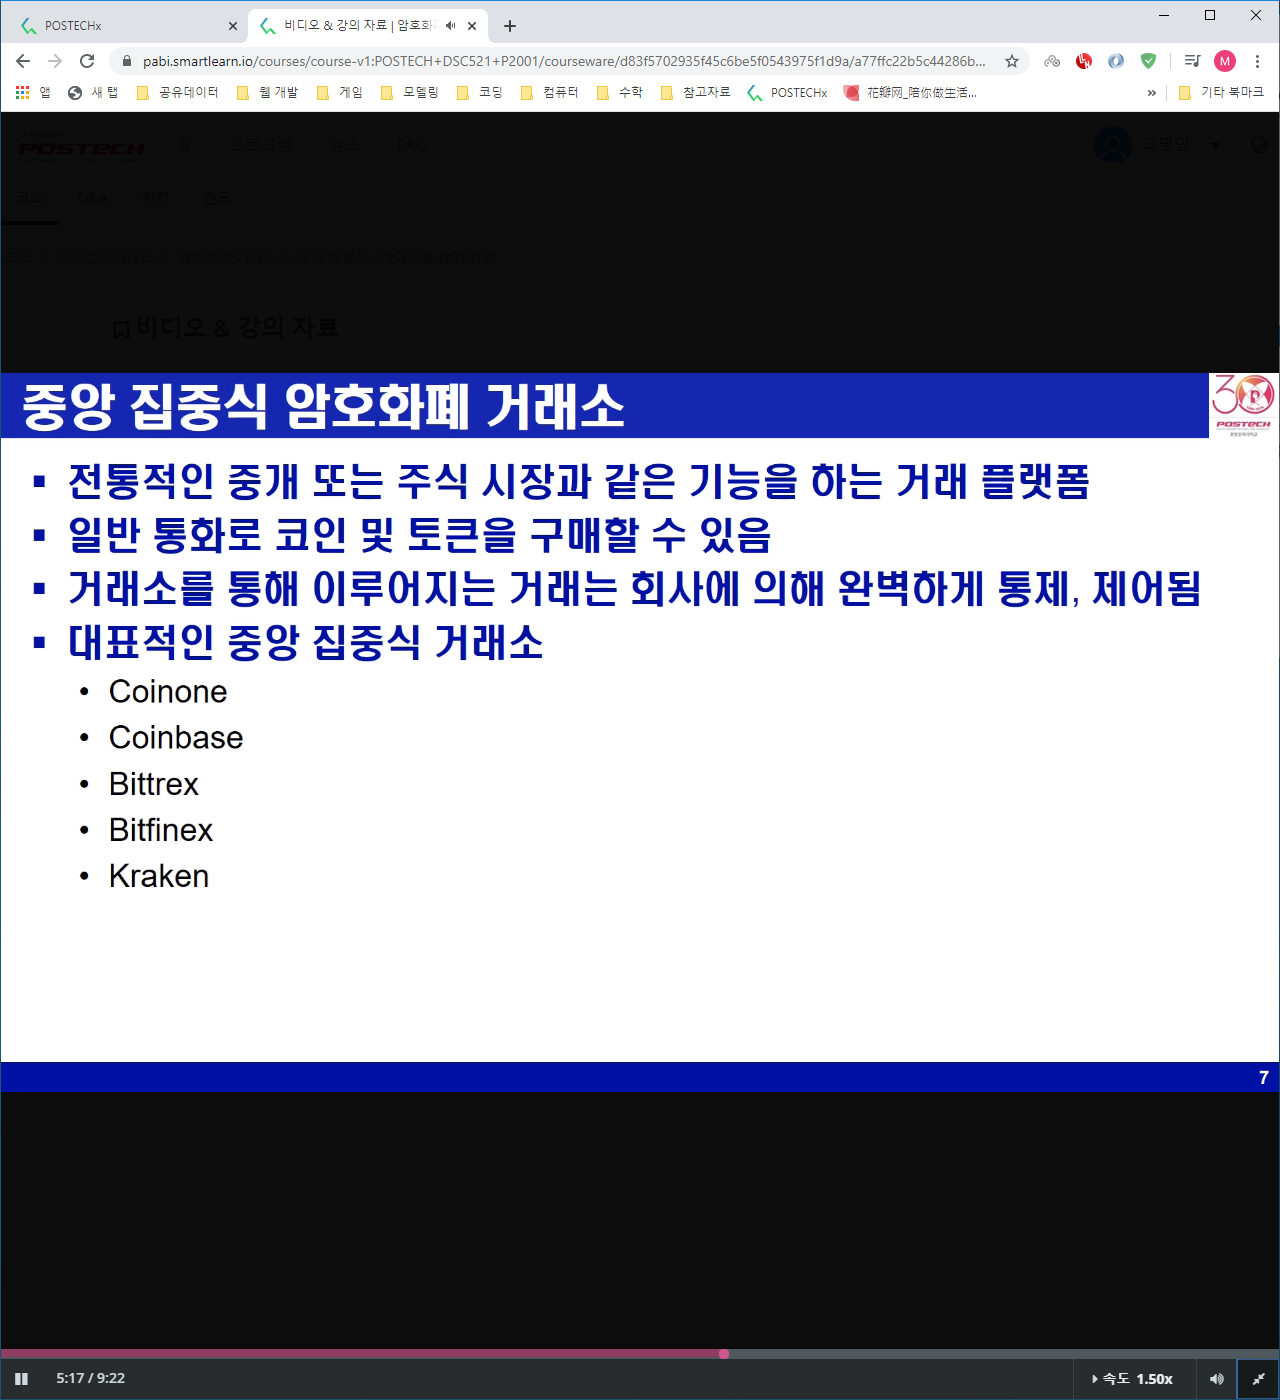 POSTECHx
비디오 & 강의 자료 | 암호화
pabi.smartlearn.io/courses/course-v1:POSTECH+DSC521+P2001/courseware/d83f5702935f45c6be5f0543975f1d9a/a77ffc22b5c44286b...
M
앱 새 탭 공유데이터 웹 개발 게임 모델링 코딩 컴퓨터 수학 참고자료 POSTECHx 花瓣网_陪你做生活... » 기타 북마크
POSTECH 홈 프로그램 뉴스 FAQ 고영인
코스 Q&A 위키 진도
비디오 & 강의 자료
중앙 집중식 암호화폐 거래소
30
POSTECH
▪ 전통적인 중개 또는 주식 시장과 같은 기능을 하는 거래 플랫폼
▪ 일반 통화로 코인 및 토큰을 구매할 수 있음
▪ 거래소를 통해 이루어지는 거래는 회사에 의해 완벽하게 통제, 제어됨
▪ 대표적인 중앙 집중식 거래소
• Coinone
• Coinbase
• Bittrex
• Bitfinex
• Kraken
7
5:17 / 9:22 속도 1.50x